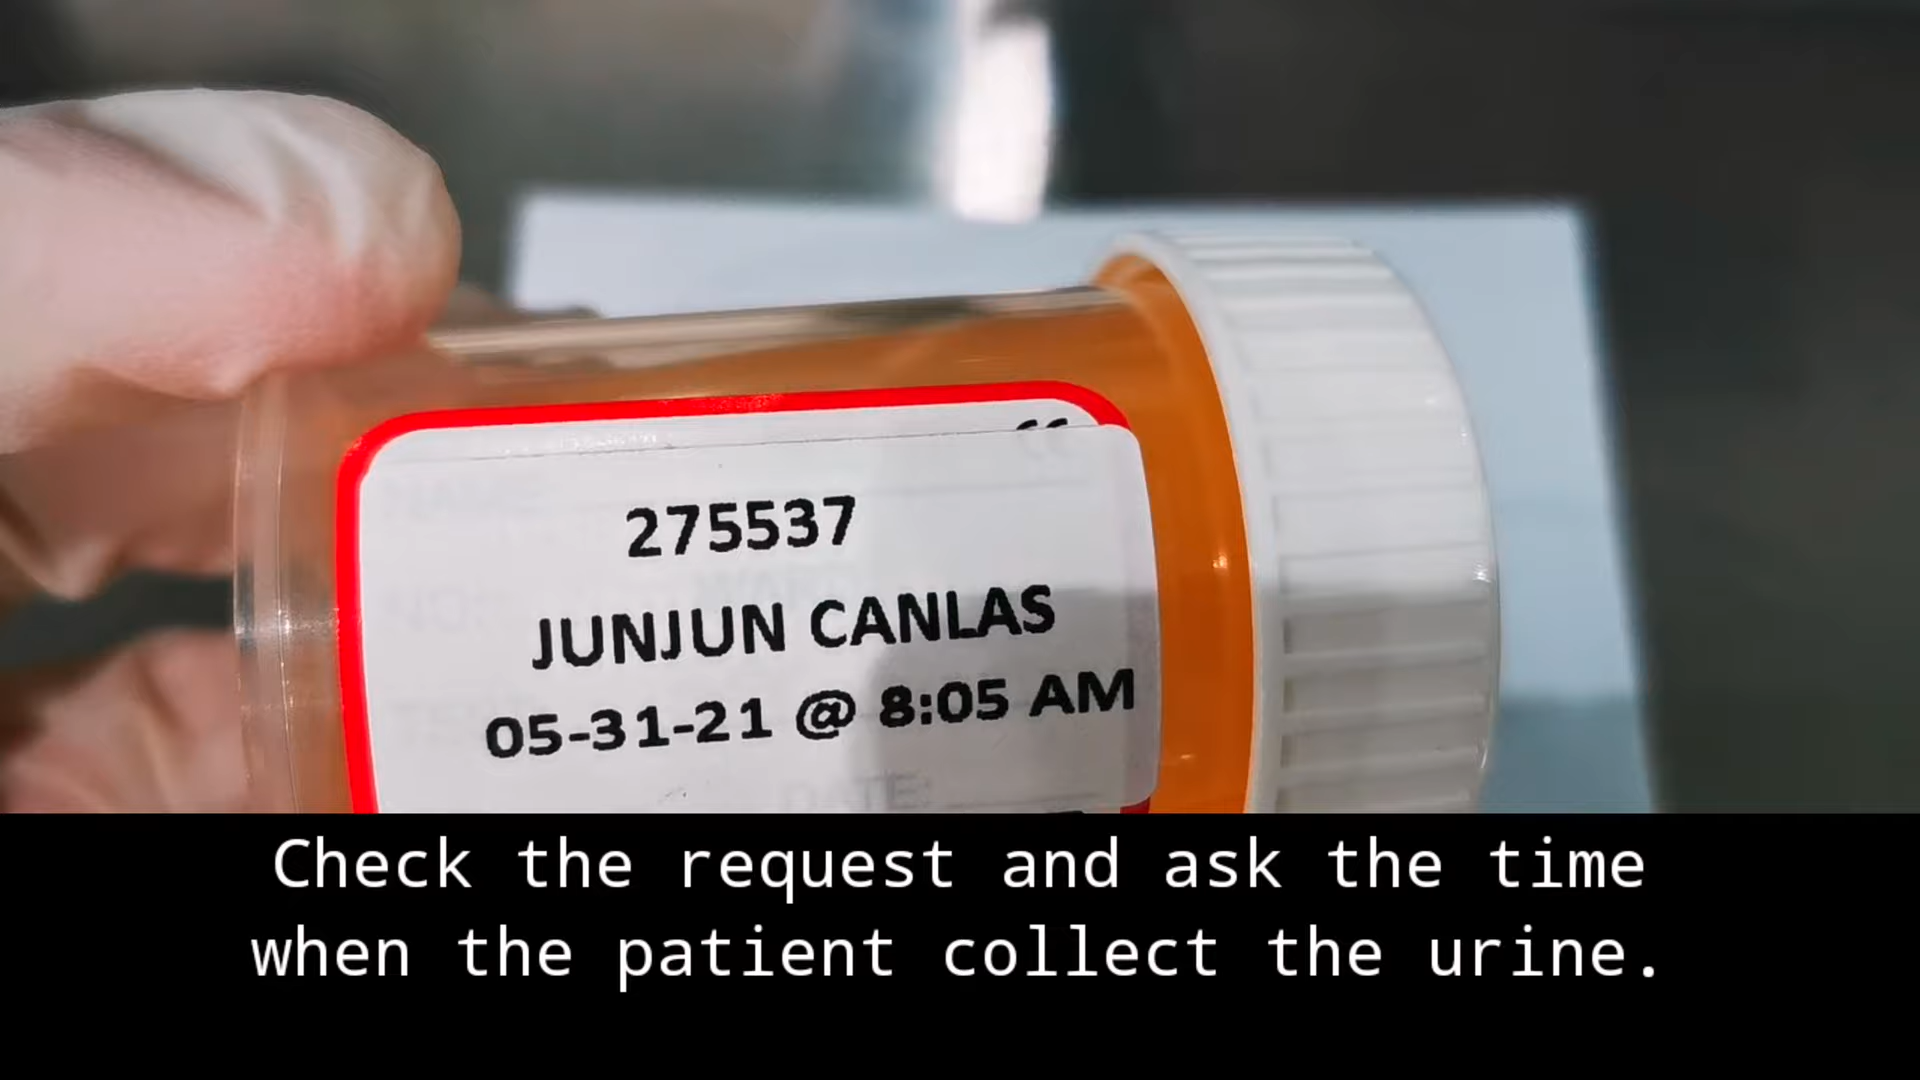 275537
JUNJUN CANLAS
05-31-21 @ 8:05 AM
DATE:
Check the request and ask the time
when the patient collect the urine.